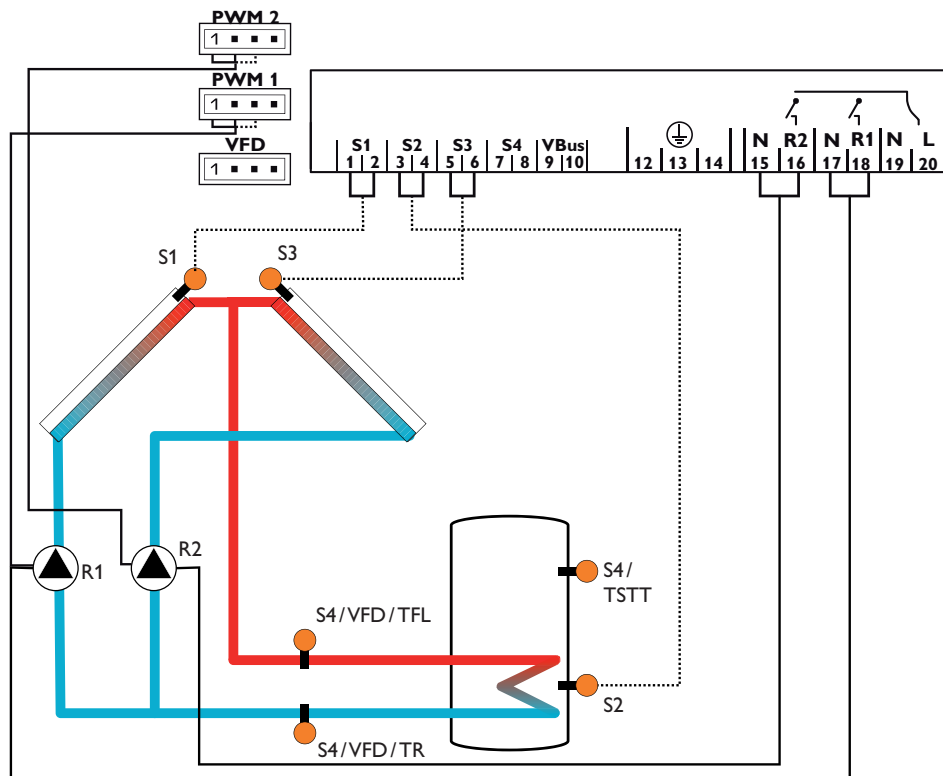 PWM 2
1
PWM 1
1
VFD
1
S1 S2 S3 S4 VBus
1 2 3 4 5 6 7 8 9 10
12 13 14
N R2 N R1 N L
15 16 17 18 19 20
S1
S3
R1
R2
S4 / VFD / TFL
S4 /
TSTT
S2
S4 / VFD / TR